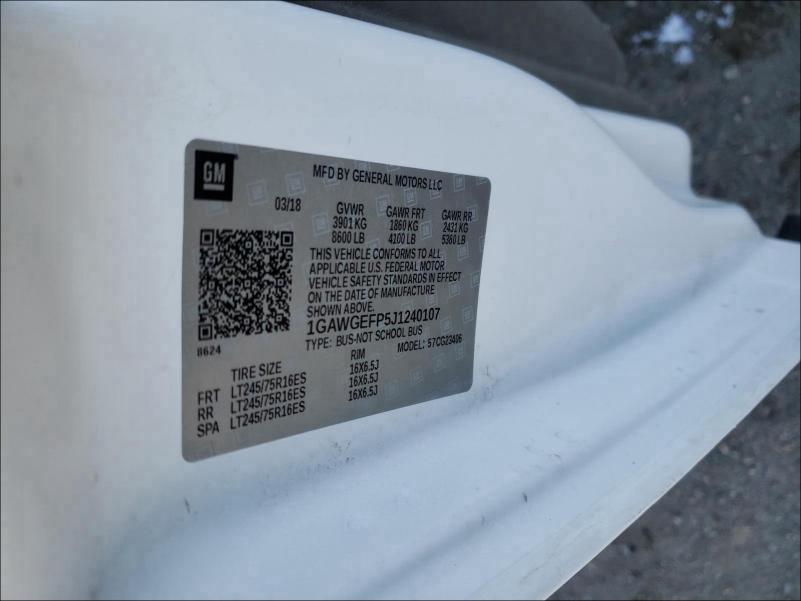 GM
MFD BY GENERAL MOTORS LLC
03/18 GVWR GAWR FRT GAWR RR
3901 KG 1860 KG 2431 KG
8600 LB 4100 LB 5360 LB
THIS VEHICLE CONFORMS TO ALL
APPLICABLE U.S. FEDERAL MOTOR
VEHICLE SAFETY STANDARDS IN EFFECT
ON THE DATE OF MANUFACTURE
SHOWN ABOVE.
1GAWGEFP5J1240107
TYPE: BUS-NOT SCHOOL BUS MODEL: 57CG23406
8624
TIRE SIZE RIM
FRT LT245/75R16ES 16X6.5J
RR LT245/75R16ES 16X6.5J
SPA LT245/75R16ES 16X6.5J